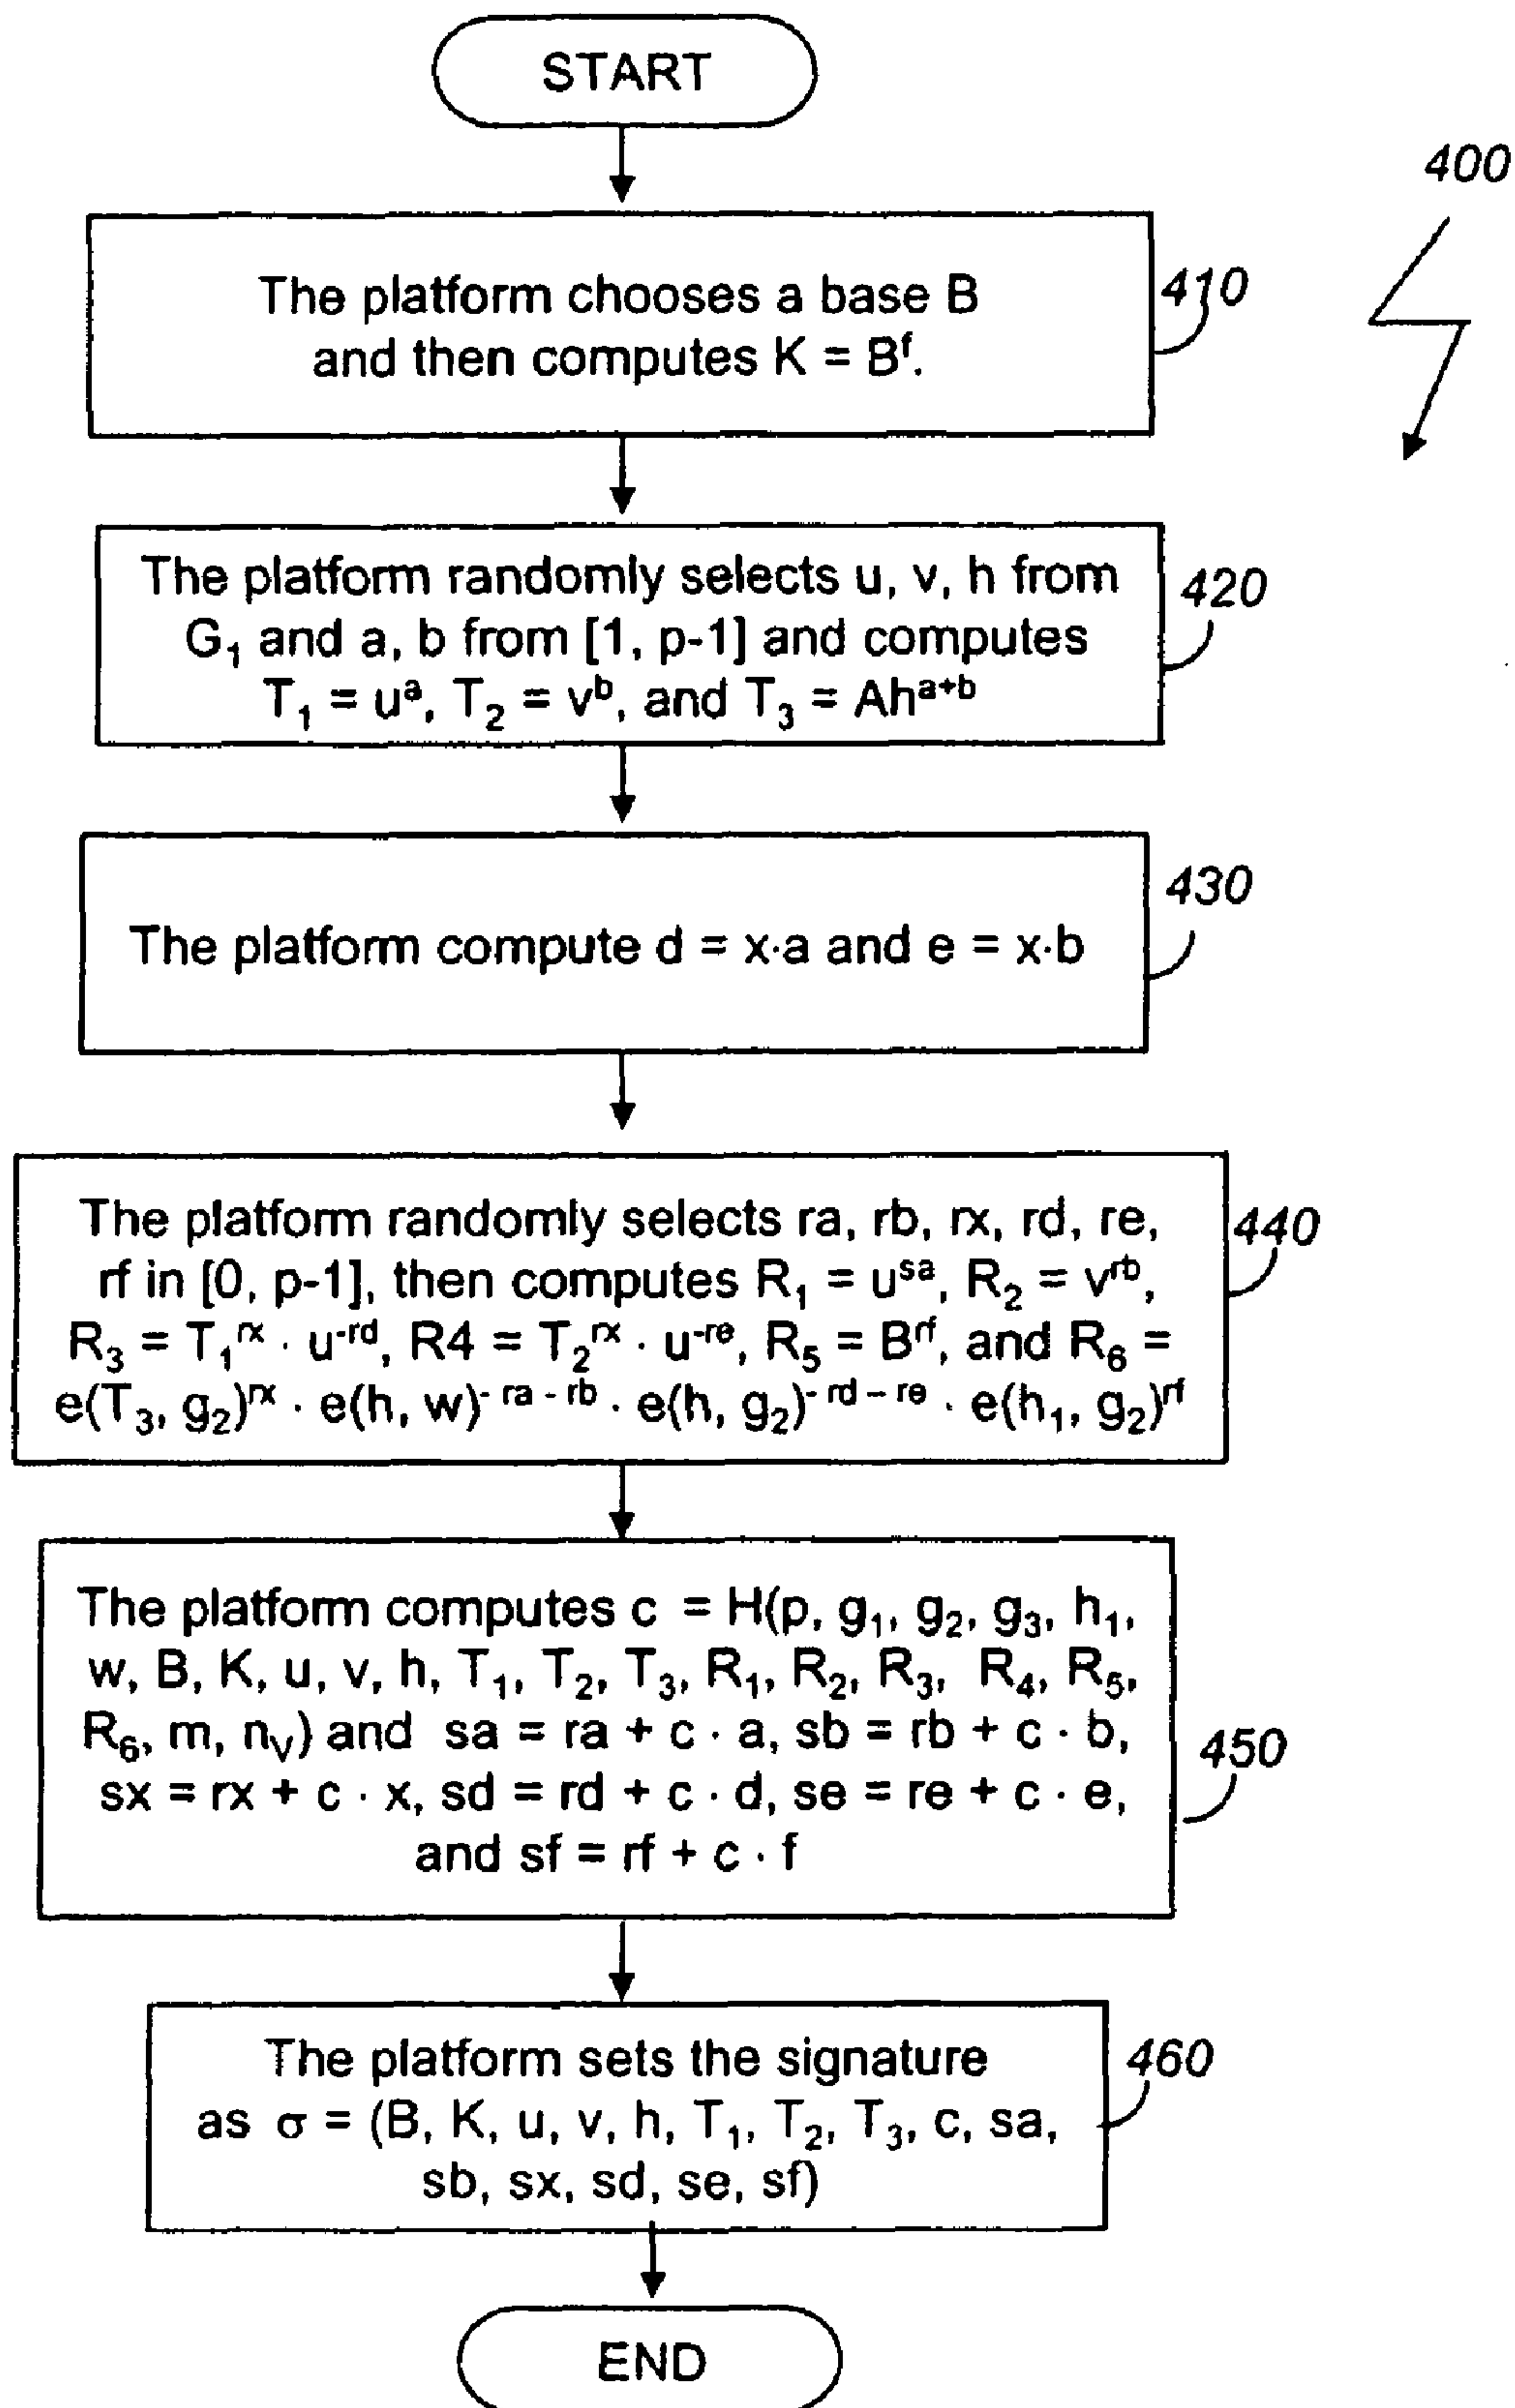 START
400
The platform chooses a base B
and then computes K = Bᶠ.
410
The platform randomly selects u, v, h from
G₁ and a, b from [1, p-1] and computes
T₁ = uᵃ, T₂ = vᵇ, and T₃ = Ahᵃ⁺ᵇ
420
The platform compute d = x·a and e = x·b
430
The platform randomly selects ra, rb, rx, rd, re,
rf in [0, p-1], then computes R₁ = uˢᵃ, R₂ = vʳᵇ,
R₃ = T₁ʳˣ · u⁻ʳᵈ, R4 = T₂ʳˣ · u⁻ʳᵉ, R₅ = Bʳᶠ, and R₆ =
e(T₃, g₂)ʳˣ · e(h, w)⁻ ʳᵃ ⁻ ʳᵇ · e(h, g₂)⁻ ʳᵈ ⁻ ʳᵉ · e(h₁, g₂)ʳᶠ
440
The platform computes c = H(p, g₁, g₂, g₃, h₁,
w, B, K, u, v, h, T₁, T₂, T₃, R₁, R₂, R₃, R₄, R₅,
R₆, m, nᵥ) and sa = ra + c · a, sb = rb + c · b,
sx = rx + c · x, sd = rd + c · d, se = re + c · e,
and sf = rf + c · f
450
The platform sets the signature
as σ = (B, K, u, v, h, T₁, T₂, T₃, c, sa,
sb, sx, sd, se, sf)
460
END